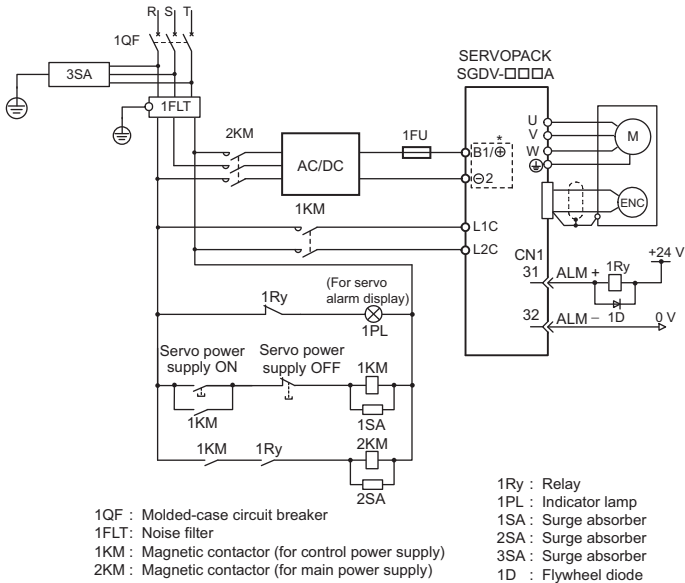 R S T
1QF
3SA
1FLT
SERVOPACK
SGDV-□□□A
2KM
AC/DC
1FU
*
B1/⊕
⊖2
U
V
W
M
ENC
1KM
L1C
L2C
CN1
+24 V
31
ALM +
1Ry
1D
32
ALM −
0 V
1Ry
(For servo
alarm display)
1PL
Servo power
supply ON
Servo power
supply OFF
1KM
1KM
1SA
1KM
1Ry
2KM
2SA
1QF : Molded-case circuit breaker
1FLT : Noise filter
1KM : Magnetic contactor (for control power supply)
2KM : Magnetic contactor (for main power supply)
1Ry : Relay
1PL : Indicator lamp
1SA : Surge absorber
2SA : Surge absorber
3SA : Surge absorber
1D : Flywheel diode